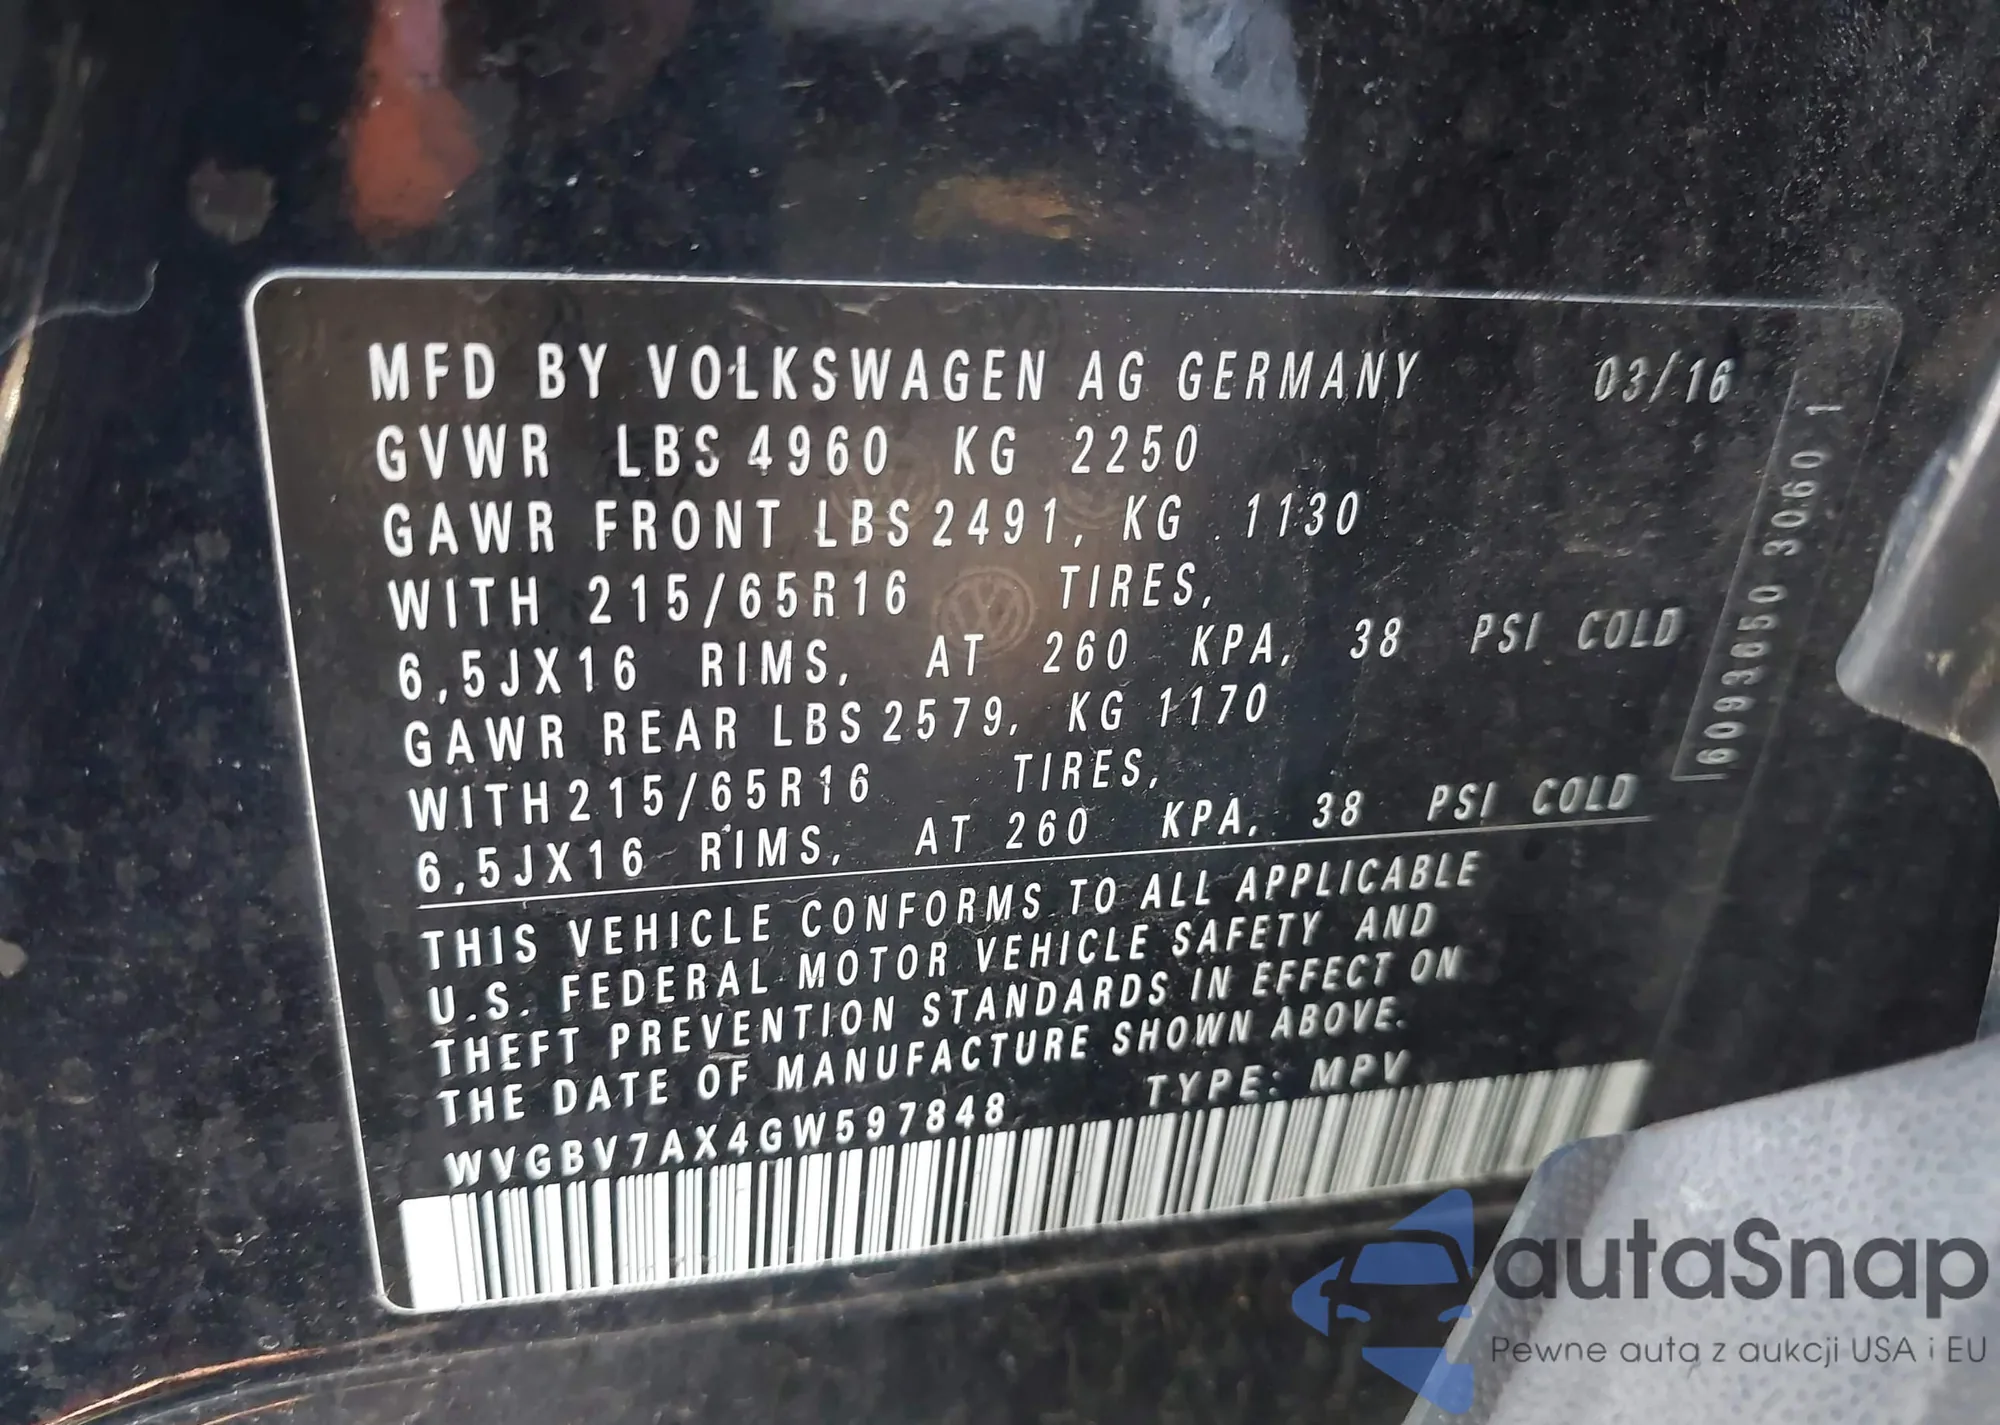 MFD BY VOLKSWAGEN AG GERMANY 03/16
GVWR LBS 4960 KG 2250
GAWR FRONT LBS 2491, KG 1130
WITH 215/65R16 TIRES,
6,5JX16 RIMS, AT 260 KPA, 38 PSI COLD
GAWR REAR LBS 2579, KG 1170
WITH 215/65R16 TIRES,
6,5JX16 RIMS, AT 260 KPA, 38 PSI COLD
THIS VEHICLE CONFORMS TO ALL APPLICABLE
U.S. FEDERAL MOTOR VEHICLE SAFETY AND
THEFT PREVENTION STANDARDS IN EFFECT ON
THE DATE OF MANUFACTURE SHOWN ABOVE.
WVGBV7AX4GW597848 TYPE: MPV
autaSnap
Pewne auta z aukcji USA i EU